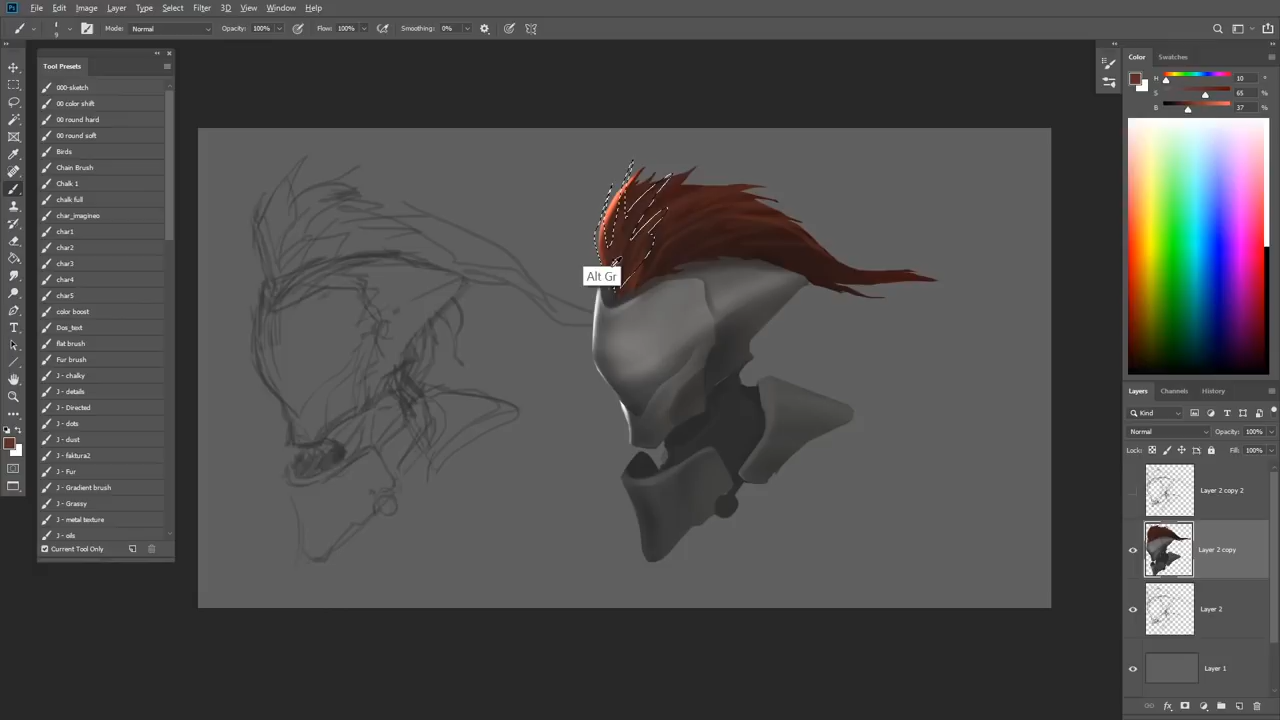 Ps File Edit Image Layer Type Select Filter 3D View Window Help
9 Mode: Normal Opacity: 100% Flow: 100% Smoothing: 0%
Tool Presets
000-sketch
00 color shift
00 round hard
00 round soft
Birds
Chain Brush
Chalk 1
chalk full
char_imagineo
char1
char2
char3
char4
char5
color boost
Dos_text
flat brush
Fur brush
J - chalky
J - details
J - Directed
J - dots
J - dust
J - faktura2
J - Fur
J - Gradient brush
J - Grassy
J - metal texture
J - oils
Current Tool Only
Alt Gr
Color Swatches
H 10 °
S 65 %
B 37 %
Layers Channels History
Kind
Normal Opacity: 100%
Lock: Fill: 100%
Layer 2 copy 2
Layer 2 copy
Layer 2
Layer 1
fx